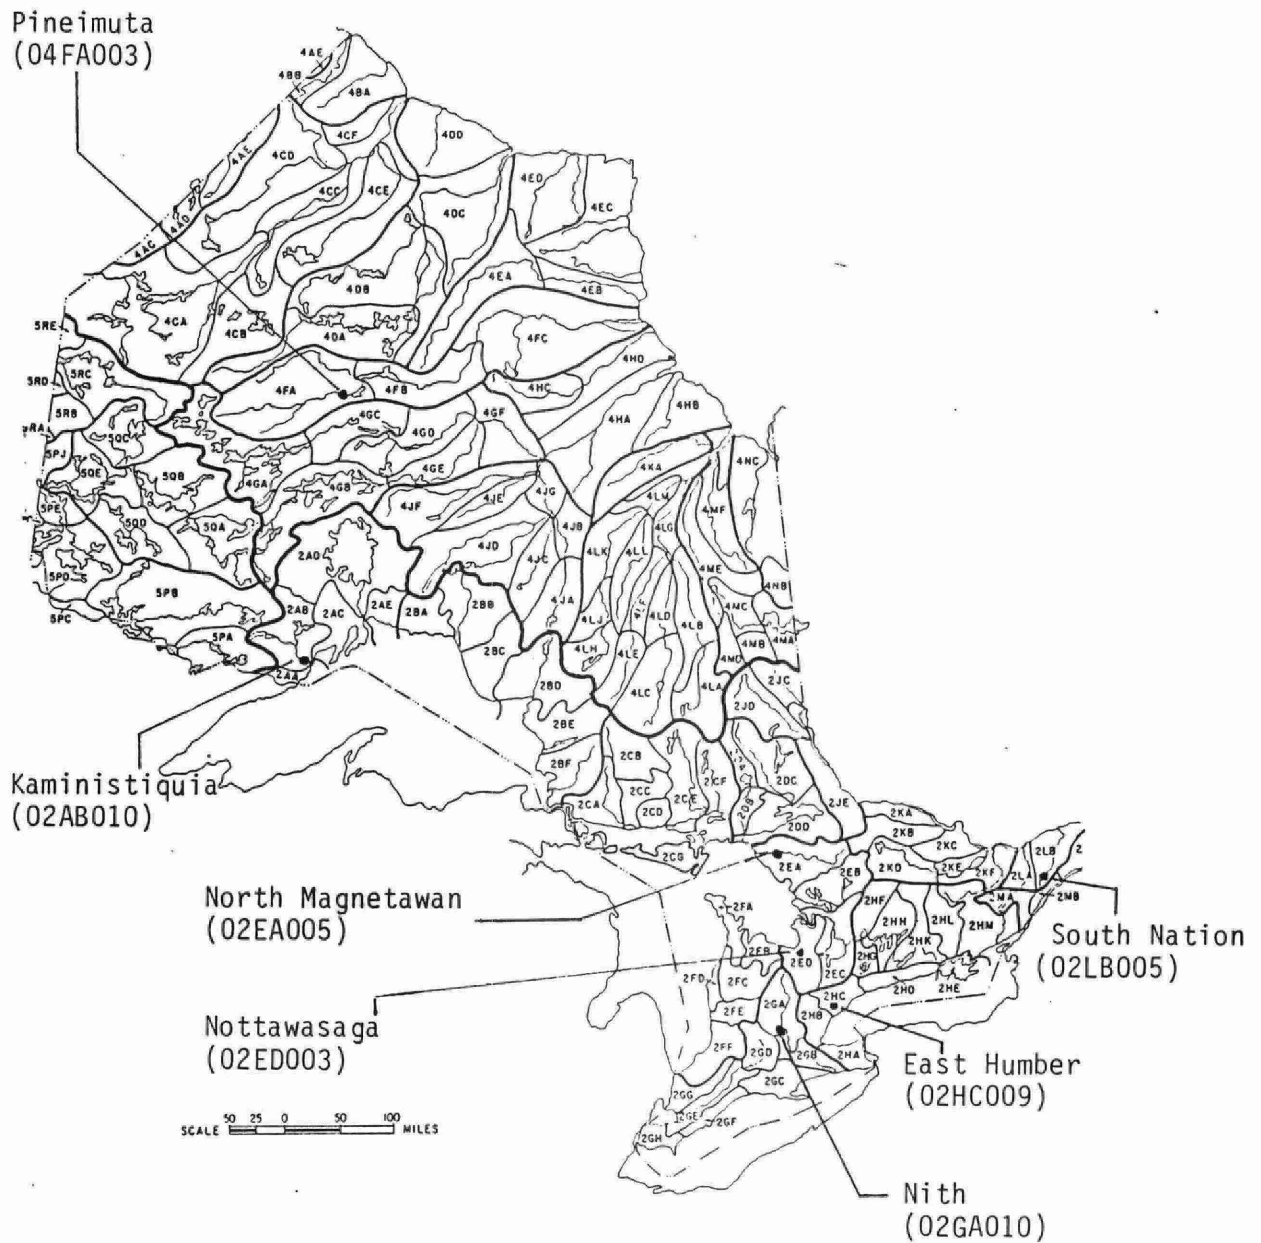 Pineimuta
(04FA003)
4AE
4BB
4BA
4CF
4DD
4AE
4CD
4CC
4CE
4ED
4EC
4DC
4AD
4AC
4EA
4EB
4DB
4CA
4CB
4DA
5RE
4FC
4HD
5RC
5RD
4FA
4FB
4HC
5RB
4GC
4GF
4HA
4HB
5RA
5QC
4GD
5PJ
5QE
5QB
4GE
4KA
4NC
4GA
4GB
4JE
4JG
4LM
5PE
5QD
5QA
4JF
4JB
4LG
4MF
4JD
4JC
4LK
4LL
2AD
4ME
5PD
4NB
5PB
2AB
2AC
2AE
2BA
2BB
4JA
4LJ
4LF
4LD
4LB
4MC
5PC
5PA
2BC
4LH
4LE
4MB
4MA
4MD
2AA
2BD
4LC
4LA
2JC
2JD
2BE
Kaministiquia
(02AB010)
2BF
2CB
2CF
2DC
2CA
2CC
2CD
2CE
2DB
2JE
2DD
2KA
2KB
2KC
2CG
2EA
2EB
2KD
2KE
2KF
2LA
2LB
2
North Magnetawan
(02EA005)
2HF
2MA
2MB
2FA
2HH
2HL
2HM
South Nation
(02LB005)
2FB
2ED
2EC
2HG
2HK
2FD
2FC
2HD
2HE
Nottawasaga
(02ED003)
2GA
2HC
2HB
2FE
2FF
2GD
2GB
2HA
East Humber
(02HC009)
2GC
2GG
2GE
2GF
2GH
50 25 0 50 100
SCALE MILES
Nith
(02GA010)